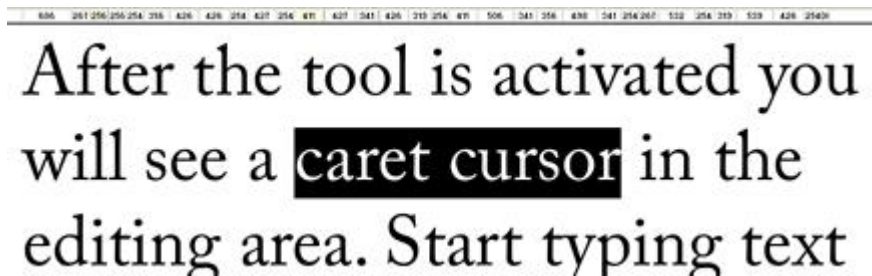 After the tool is activated you
will see a caret cursor in the
editing area. Start typing text